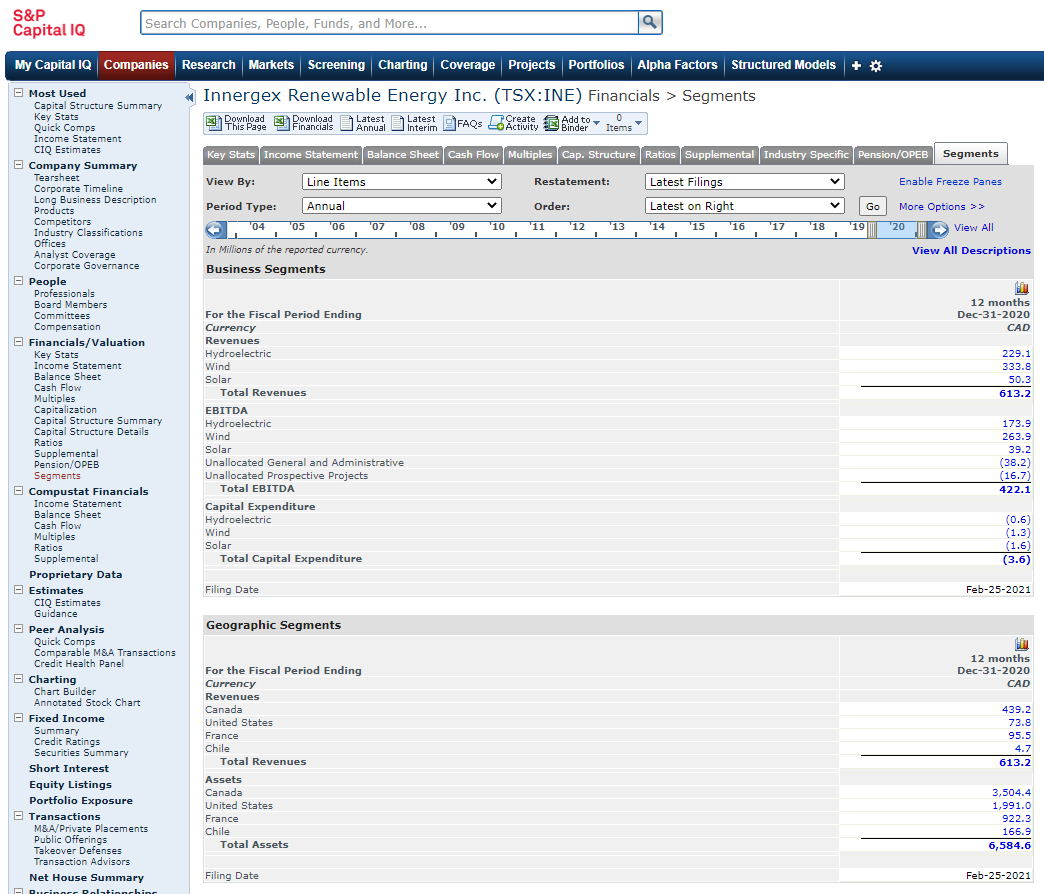 S&P
Capital IQ
Search Companies, People, Funds, and More...
My Capital IQ Companies Research Markets Screening Charting Coverage Projects Portfolios Alpha Factors Structured Models
Most Used
Capital Structure Summary
Key Stats
Quick Comps
Income Statement
CIQ Estimates
Company Summary
Tearsheet
Corporate Timeline
Long Business Description
Products
Competitors
Industry Classifications
Offices
Analyst Coverage
Corporate Governance
People
Professionals
Board Members
Committees
Compensation
Financials/Valuation
Key Stats
Income Statement
Balance Sheet
Cash Flow
Multiples
Capitalization
Capital Structure Summary
Capital Structure Details
Ratios
Supplemental
Pension/OPEB
Segments
Compustat Financials
Income Statement
Balance Sheet
Cash Flow
Multiples
Ratios
Supplemental
Proprietary Data
Estimates
CIQ Estimates
Guidance
Peer Analysis
Quick Comps
Comparable M&A Transactions
Credit Health Panel
Charting
Chart Builder
Annotated Stock Chart
Fixed Income
Summary
Credit Ratings
Securities Summary
Short Interest
Equity Listings
Portfolio Exposure
Transactions
M&A/Private Placements
Public Offerings
Takeover Defenses
Transaction Advisors
Net House Summary
Business Relationships
Innergex Renewable Energy Inc. (TSX:INE) Financials > Segments
Download This Page Download Financials Latest Annual Latest Interim FAQs Create Activity Add to Binder 0 Items
Key Stats Income Statement Balance Sheet Cash Flow Multiples Cap. Structure Ratios Supplemental Industry Specific Pension/OPEB Segments
View By: Line Items Restatement: Latest Filings Enable Freeze Panes
Period Type: Annual Order: Latest on Right Go More Options >>
'04 '05 '06 '07 '08 '09 '10 '11 '12 '13 '14 '15 '16 '17 '18 '19 '20 View All
In Millions of the reported currency. View All Descriptions
Business Segments
12 months
For the Fiscal Period Ending Dec-31-2020
Currency CAD
Revenues
Hydroelectric 229.1
Wind 333.8
Solar 50.3
Total Revenues 613.2
EBITDA
Hydroelectric 173.9
Wind 263.9
Solar 39.2
Unallocated General and Administrative (38.2)
Unallocated Prospective Projects (16.7)
Total EBITDA 422.1
Capital Expenditure
Hydroelectric (0.6)
Wind (1.3)
Solar (1.6)
Total Capital Expenditure (3.6)
Filing Date Feb-25-2021
Geographic Segments
12 months
For the Fiscal Period Ending Dec-31-2020
Currency CAD
Revenues
Canada 439.2
United States 73.8
France 95.5
Chile 4.7
Total Revenues 613.2
Assets
Canada 3,504.4
United States 1,991.0
France 922.3
Chile 166.9
Total Assets 6,584.6
Filing Date Feb-25-2021